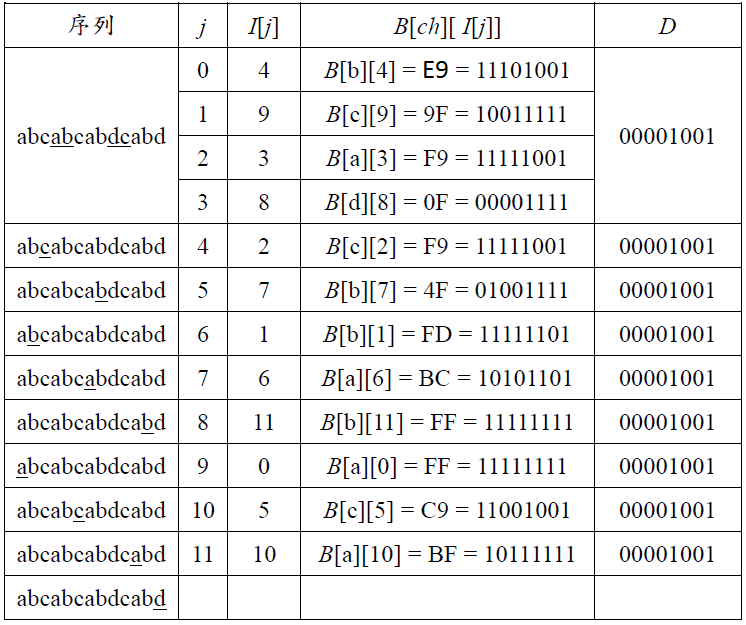 序列 j I[j] B[ch][ I[j]] D
abcabcabdcabd 0 4 B[b][4] = E9 = 11101001 00001001
1 9 B[c][9] = 9F = 10011111
2 3 B[a][3] = F9 = 11111001
3 8 B[d][8] = 0F = 00001111
abcabcabdcabd 4 2 B[c][2] = F9 = 11111001 00001001
abcabcabdcabd 5 7 B[b][7] = 4F = 01001111 00001001
abcabcabdcabd 6 1 B[b][1] = FD = 11111101 00001001
abcabcabdcabd 7 6 B[a][6] = BC = 10101101 00001001
abcabcabdcabd 8 11 B[b][11] = FF = 11111111 00001001
abcabcabdcabd 9 0 B[a][0] = FF = 11111111 00001001
abcabcabdcabd 10 5 B[c][5] = C9 = 11001001 00001001
abcabcabdcabd 11 10 B[a][10] = BF = 10111111 00001001
abcabcabdcabd